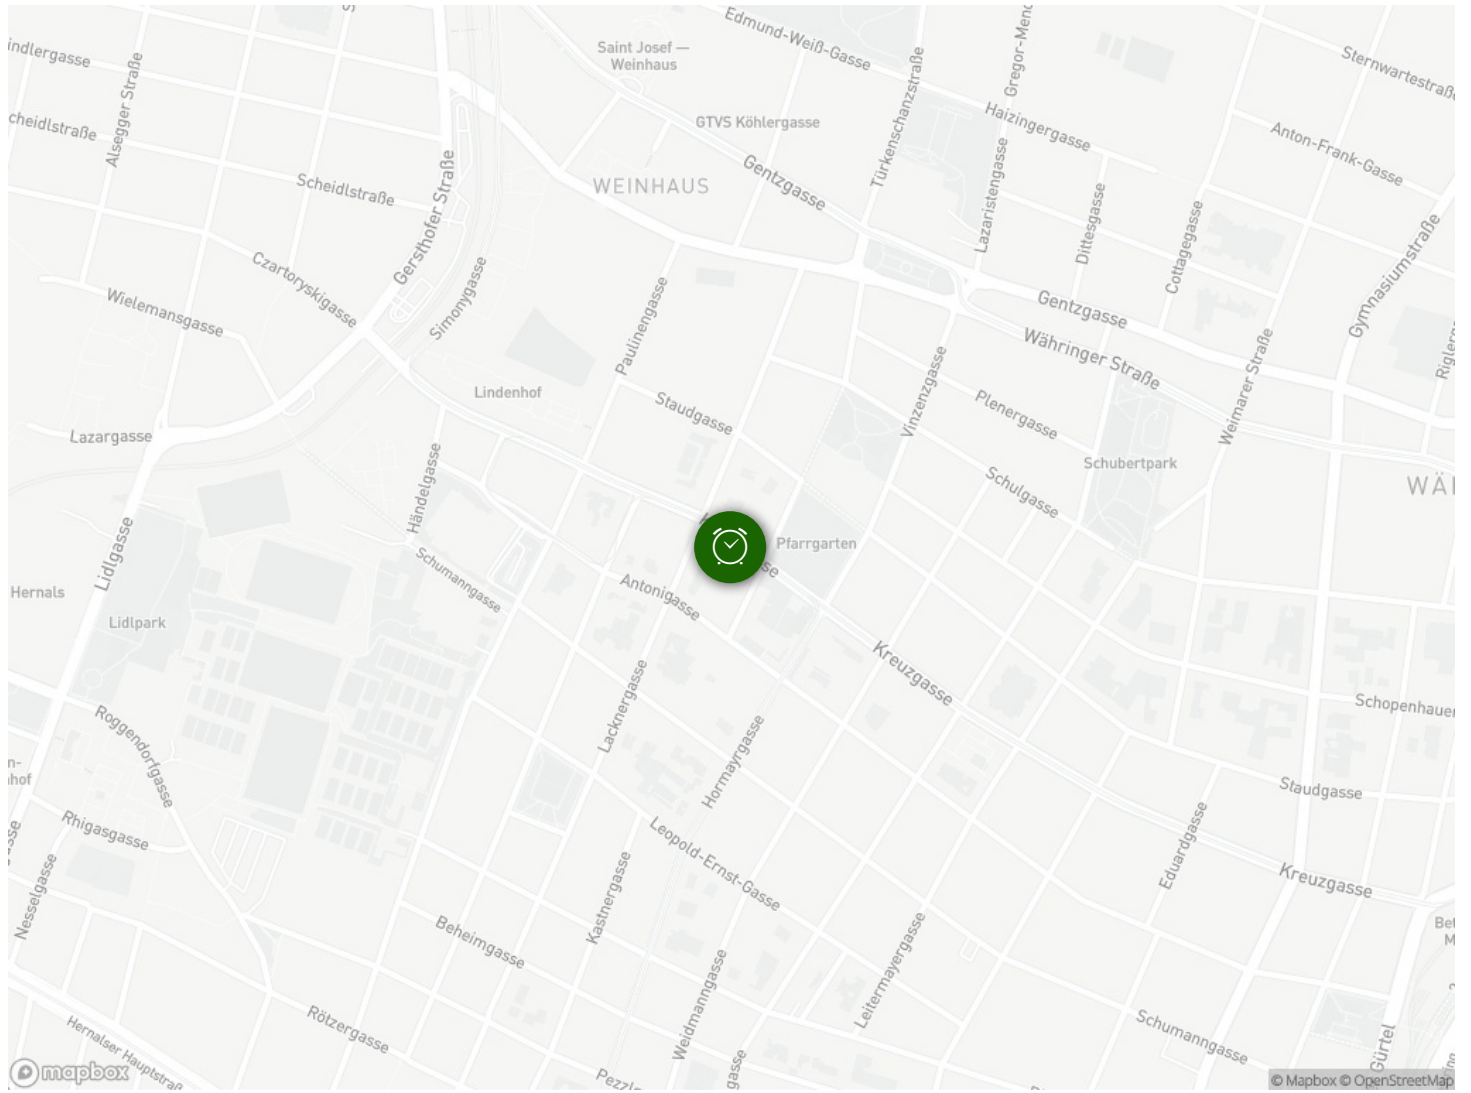 Edmund-Weiß-Gasse
Saint Josef —
Weinhaus
Sternwartestraße
Alsegger Straße
GTVS Köhlergasse
Türkenschanzstraße
Haizingergasse
Anton-Frank-Gasse
Scheidlstraße
Gersthofer Straße
WEINHAUS
Gentzgasse
Lazaristengasse
Dittesgasse
Cottagegasse
Gymnasiumstraße
Czartoryskigasse
Simonygasse
Wielemansgasse
Paulinengasse
Gentzgasse
Währinger Straße
Weimarer Straße
Lindenhof
Staudgasse
Vinzenzgasse
Plenergasse
Lazargasse
Händelgasse
Schubertpark
Schulgasse
Lidlgasse
Pfarrgarten
Hernals
Schumanngasse
Antonigasse
Lidlpark
Kreuzgasse
Lacknergasse
Hormayrgasse
Roggendorfgasse
Schopenhauer
Staudgasse
Rhigasgasse
Leopold-Ernst-Gasse
Eduardgasse
Kreuzgasse
Nesselgasse
Kastnergasse
Beheimgasse
Leitermayergasse
Weidmanngasse
Rötzergasse
Schumanngasse
Hernalser Hauptstraß
Gürtel
mapbox
© Mapbox © OpenStreetMap